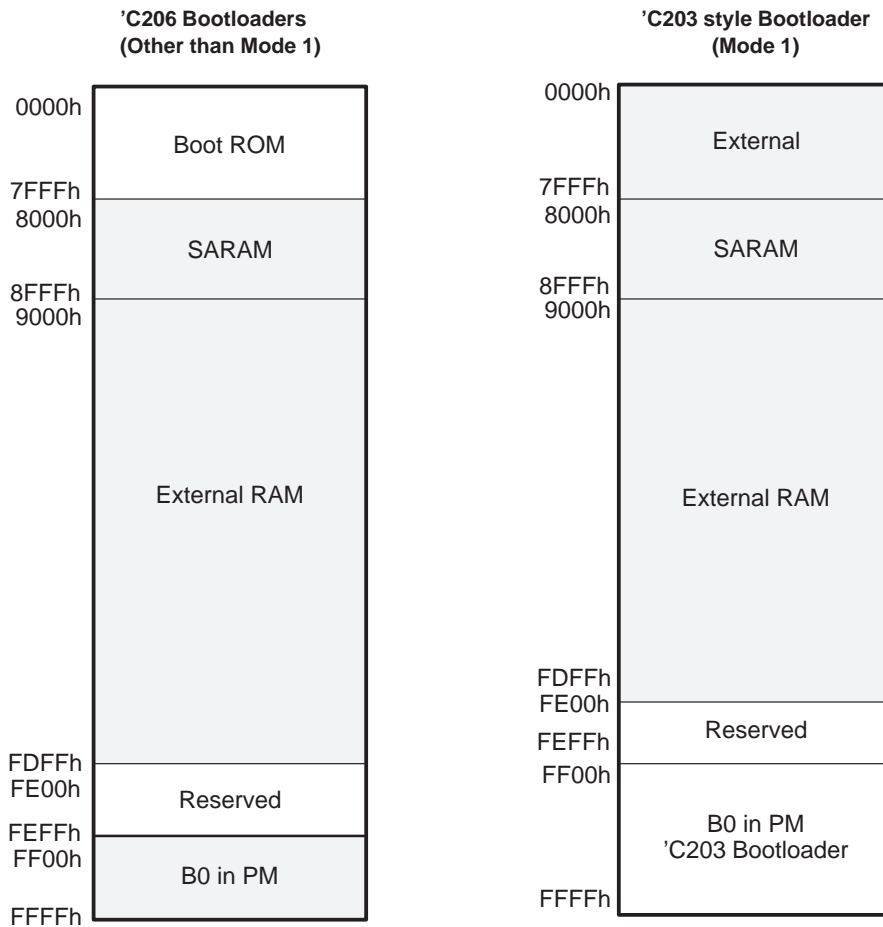 ’C206 Bootloaders
(Other than Mode 1)
0000h
Boot ROM
7FFFh
8000h
SARAM
8FFFh
9000h
External RAM
FDFFh
FE00h
Reserved
FEFFh
FF00h
B0 in PM
FFFFh
’C203 style Bootloader
(Mode 1)
0000h
External
7FFFh
8000h
SARAM
8FFFh
9000h
External RAM
FDFFh
FE00h
Reserved
FEFFh
FF00h
B0 in PM
’C203 Bootloader
FFFFh